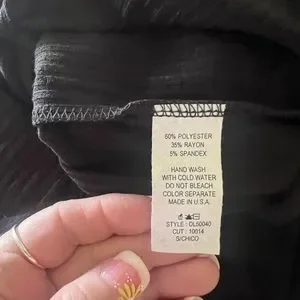 60% POLYESTER
35% RAYON
5% SPANDEX
HAND WASH
WITH COLD WATER
DO NOT BLEACH
COLOR SEPARATE
MADE IN U.S.A.
STYLE : OL50040
CUT : 10014
S/CHICO